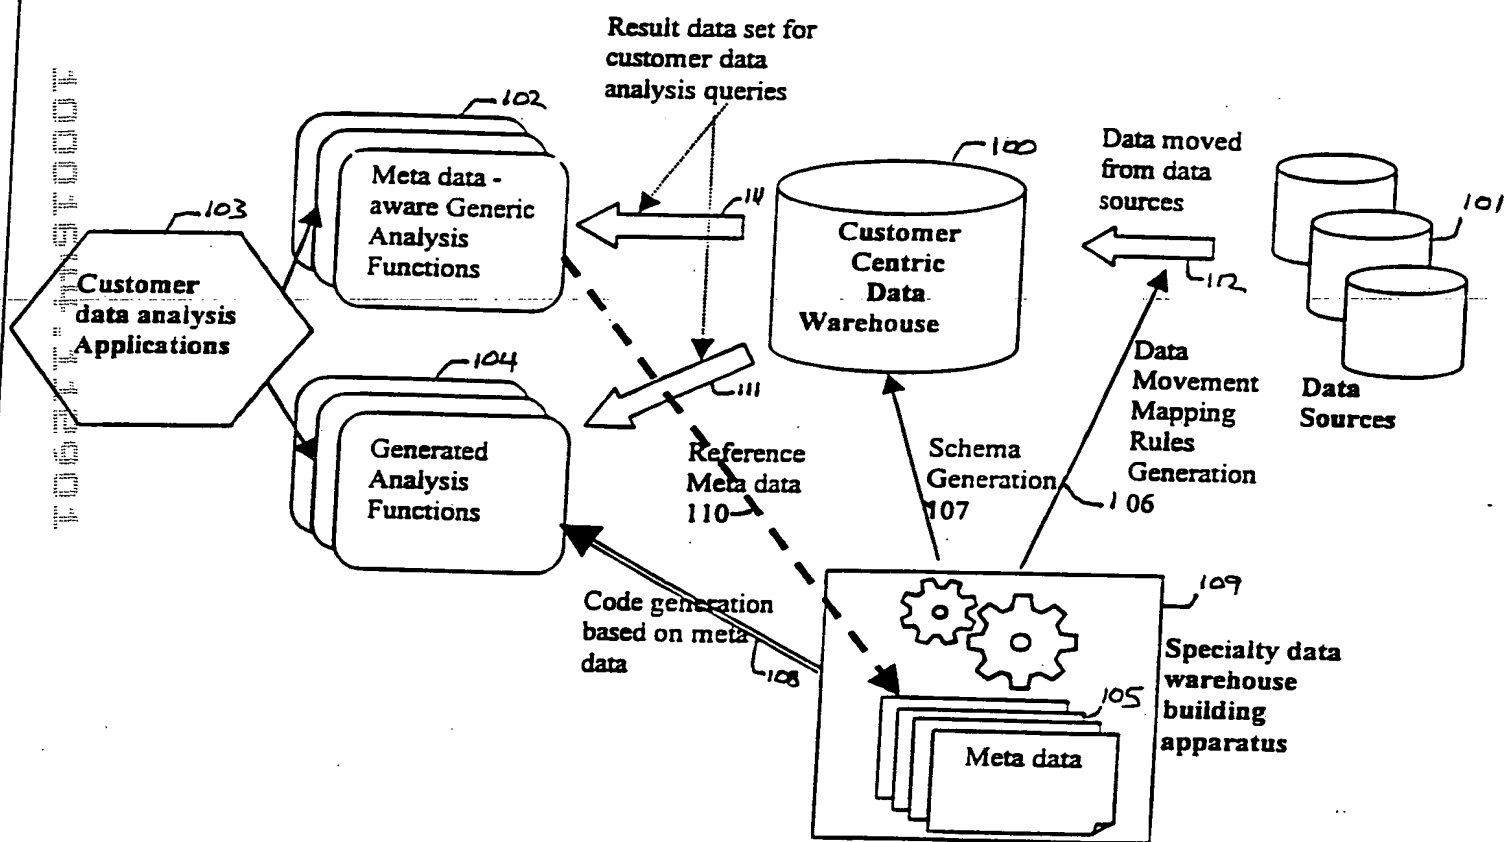 Result data set for
customer data
analysis queries
102
Meta data -
aware Generic
Analysis
Functions
103
Customer
data analysis
Applications
104
Generated
Analysis
Functions
111
100
Customer
Centric
Data
Warehouse
Data moved
from data
sources
101
112
Data
Sources
Data
Movement
Mapping
Rules
Generation
106
Schema
Generation
107
Reference
Meta data
110
Code generation
based on meta
data
108
109
Specialty data
warehouse
building
apparatus
105
Meta data